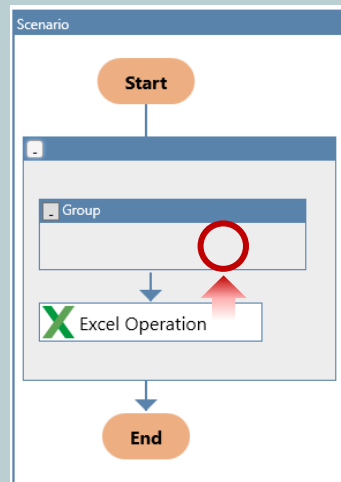 Scenario
Start
-
- Group
Excel Operation
End